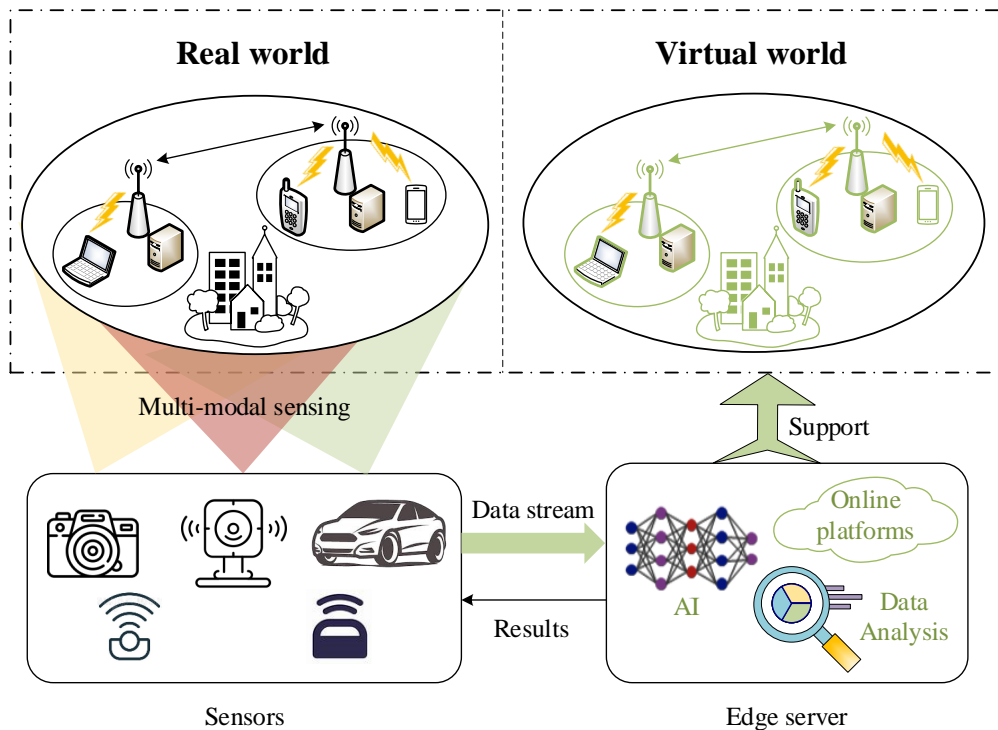 Real world
Virtual world
Multi-modal sensing
Support
Data stream
Results
Online
platforms
AI
Data
Analysis
Sensors
Edge server